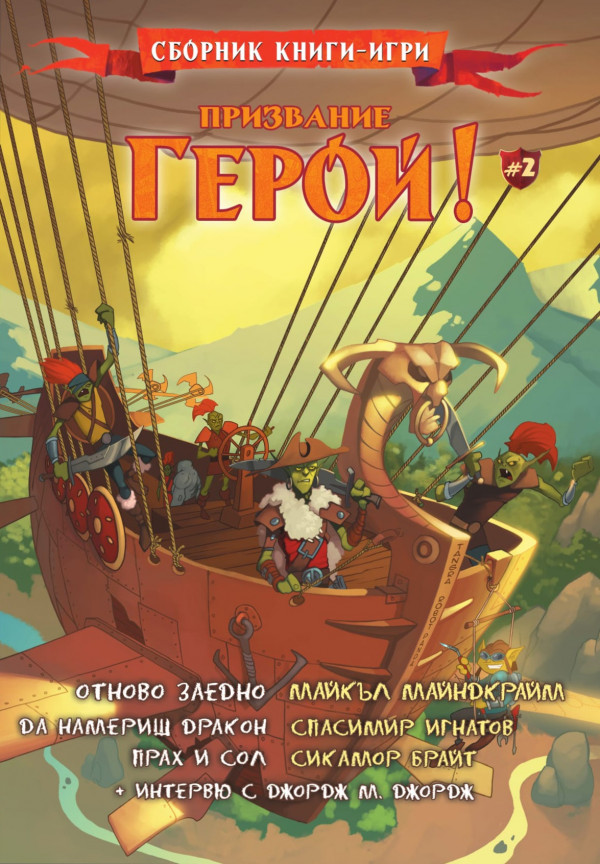 СБОРНИК КНИГИ-ИГРИ
ПРИЗВАНИЕ
ГЕРОЙ!
#2
ОТНОВО ЗАЕДНО МАЙКЪЛ МАЙНДКРАЙМ
ДА НАМЕРИШ ДРАКОН СПАСИМИР ИГНАТОВ
ПРАХ И СОЛ СИКАМОР БРАЙТ
+ ИНТЕРВЮ С ДЖОРДЖ М. ДЖОРДЖ